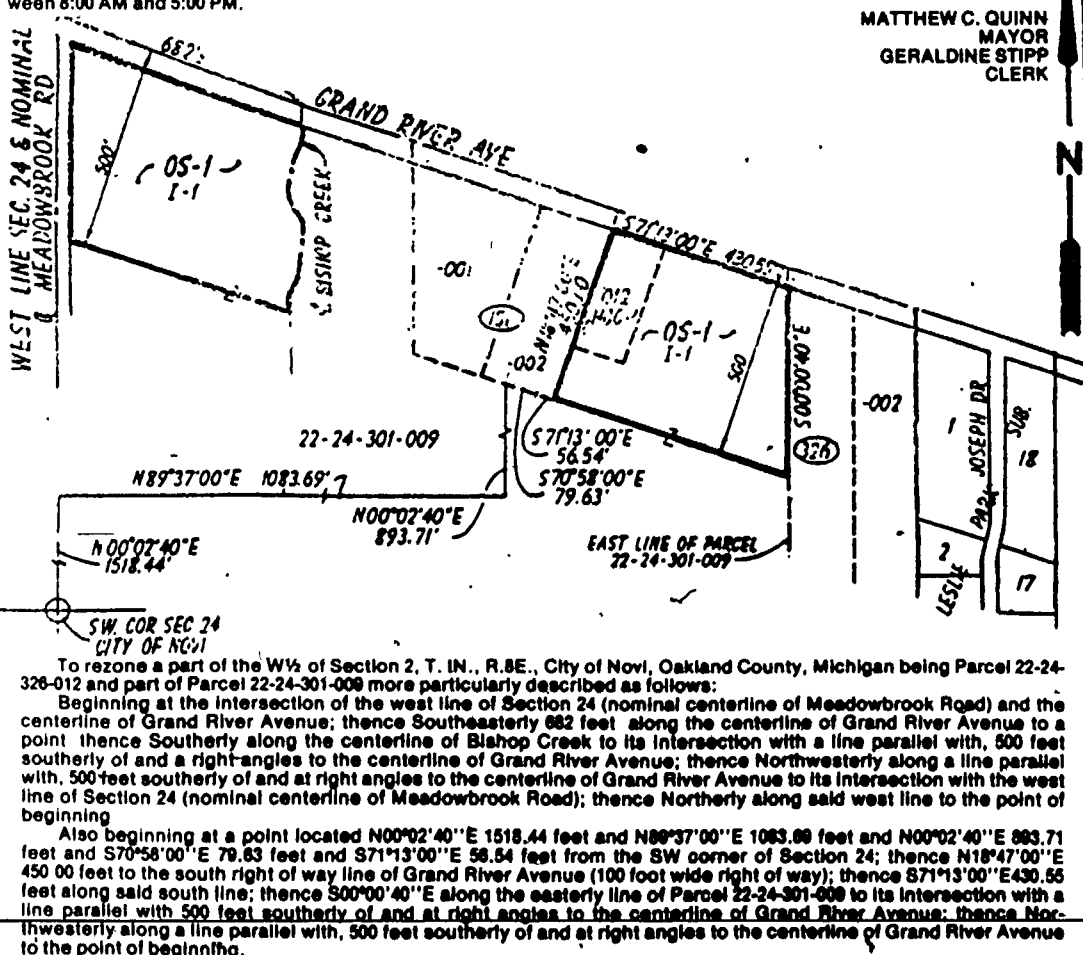 ween 8:00 AM and 5:00 PM.
MATTHEW C. QUINN
MAYOR
GERALDINE STIPP
CLERK
N
WEST LINE SEC. 24 & NOMINAL
MEADOWBROOK RD
682'±
GRAND RIVER AVE
500'
OS-1
I-1
CREEK
-001
-002
S71°13'00"E 430.55'
012
OS-1
I-1
500
S00°00'40"E
326
-002
1
JOSEPH DR
SUB.
18
2
LESLIE
17
22-24-301-009
S71°13'00"E
56.54'
S70°58'00"E
79.63'
N89°37'00"E 1083.69'
N00°02'40"E
893.71'
N00°02'40"E
1518.44'
EAST LINE OF PARCEL
22-24-301-009
SW. COR SEC 24
CITY OF NOVI
To rezone a part of the W½ of Section 2, T. IN., R.8E., City of Novi, Oakland County, Michigan being Parcel 22-24-
326-012 and part of Parcel 22-24-301-009 more particularly described as follows:
Beginning at the intersection of the west line of Section 24 (nominal centerline of Meadowbrook Road) and the
centerline of Grand River Avenue; thence Southeasterly 682 feet along the centerline of Grand River Avenue to a
point thence Southerly along the centerline of Bishop Creek to its intersection with a line parallel with, 500 feet
southerly of and a right-angles to the centerline of Grand River Avenue; thence Northwesterly along a line parallel
with, 500 feet southerly of and at right angles to the centerline of Grand River Avenue to its intersection with the west
line of Section 24 (nominal centerline of Meadowbrook Road); thence Northerly along said west line to the point of
beginning
Also beginning at a point located N00°02'40''E 1518.44 feet and N89°37'00''E 1083.69 feet and N00°02'40''E 893.71
feet and S70°58'00''E 79.63 feet and S71°13'00''E 56.54 feet from the SW corner of Section 24; thence N18°47'00''E
450 00 feet to the south right of way line of Grand River Avenue (100 foot wide right of way); thence S71°13'00''E430.55
feet along said south line; thence S00°00'40''E along the easterly line of Parcel 22-24-301-009 to its intersection with a
line parallel with 500 feet southerly of and at right angles to the centerline of Grand River Avenue; thence Nor-
thwesterly along a line parallel with, 500 feet southerly of and at right angles to the centerline of Grand River Avenue
to the point of beginning.